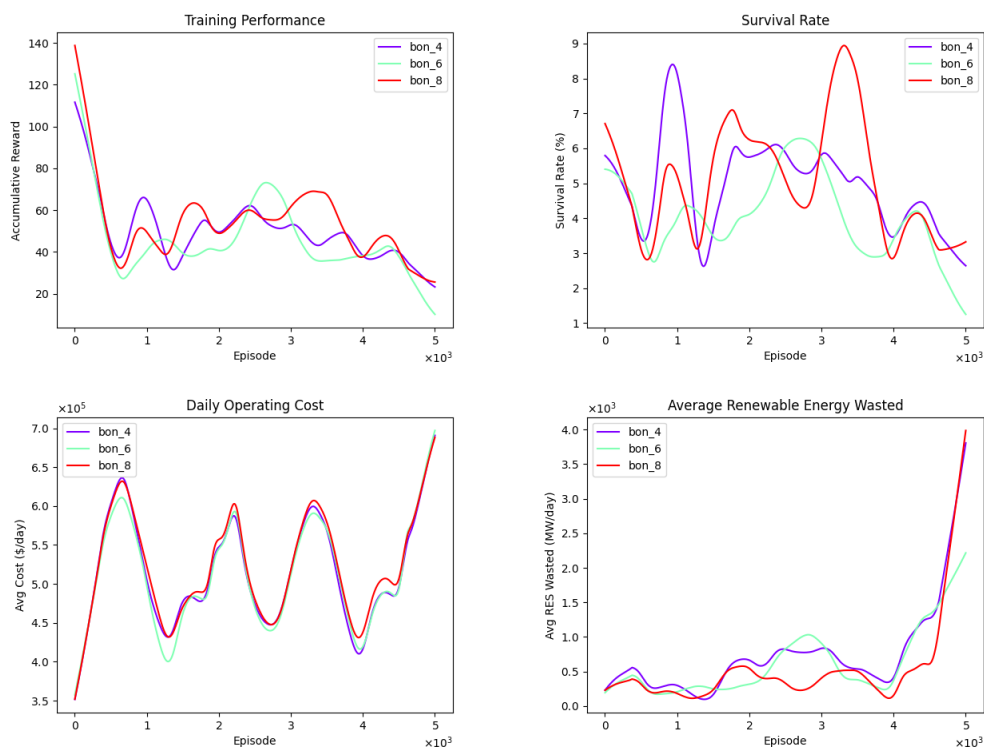 Training Performance
140
120
100
80
60
40
20
Accumulative Reward
bon_4
bon_6
bon_8
0
1
2
3
4
5
×10³
Episode
Survival Rate
9
8
7
6
5
4
3
2
1
Survival Rate (%)
bon_4
bon_6
bon_8
0
1
2
3
4
5
×10³
Episode
Daily Operating Cost
×10⁵
7.0
6.5
6.0
5.5
5.0
4.5
4.0
3.5
Avg Cost ($/day)
bon_4
bon_6
bon_8
0
1
2
3
4
5
×10³
Episode
Average Renewable Energy Wasted
×10³
4.0
3.5
3.0
2.5
2.0
1.5
1.0
0.5
0.0
Avg RES Wasted (MW/day)
bon_4
bon_6
bon_8
0
1
2
3
4
5
×10³
Episode